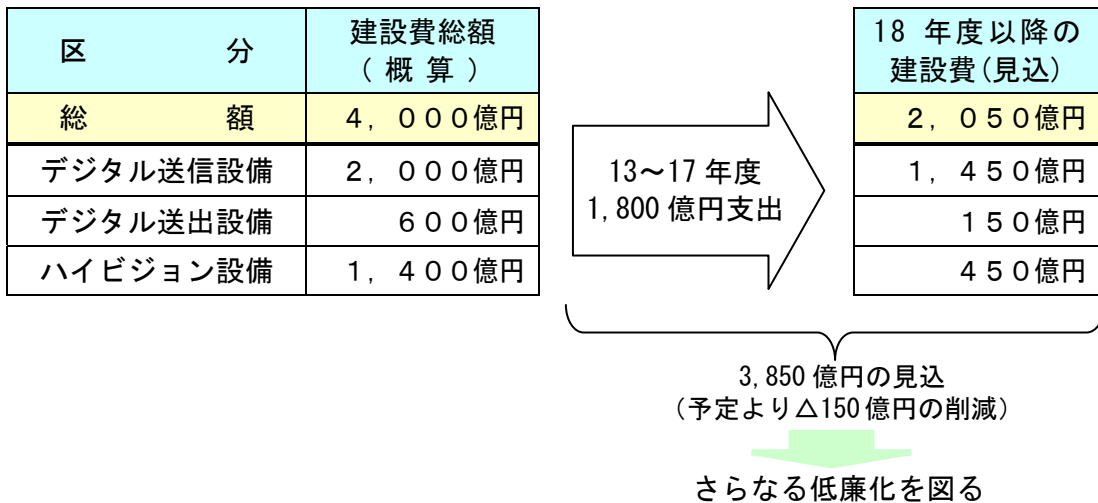 区 分 建設費総額
(概算)
総 額 4,000億円
デジタル送信設備 2,000億円
デジタル送出設備 600億円
ハイビジョン設備 1,400億円
13～17年度
1,800億円支出
18年度以降の
建設費(見込)
2,050億円
1,450億円
150億円
450億円
3,850億円の見込
(予定より△150億円の削減)
さらなる低廉化を図る